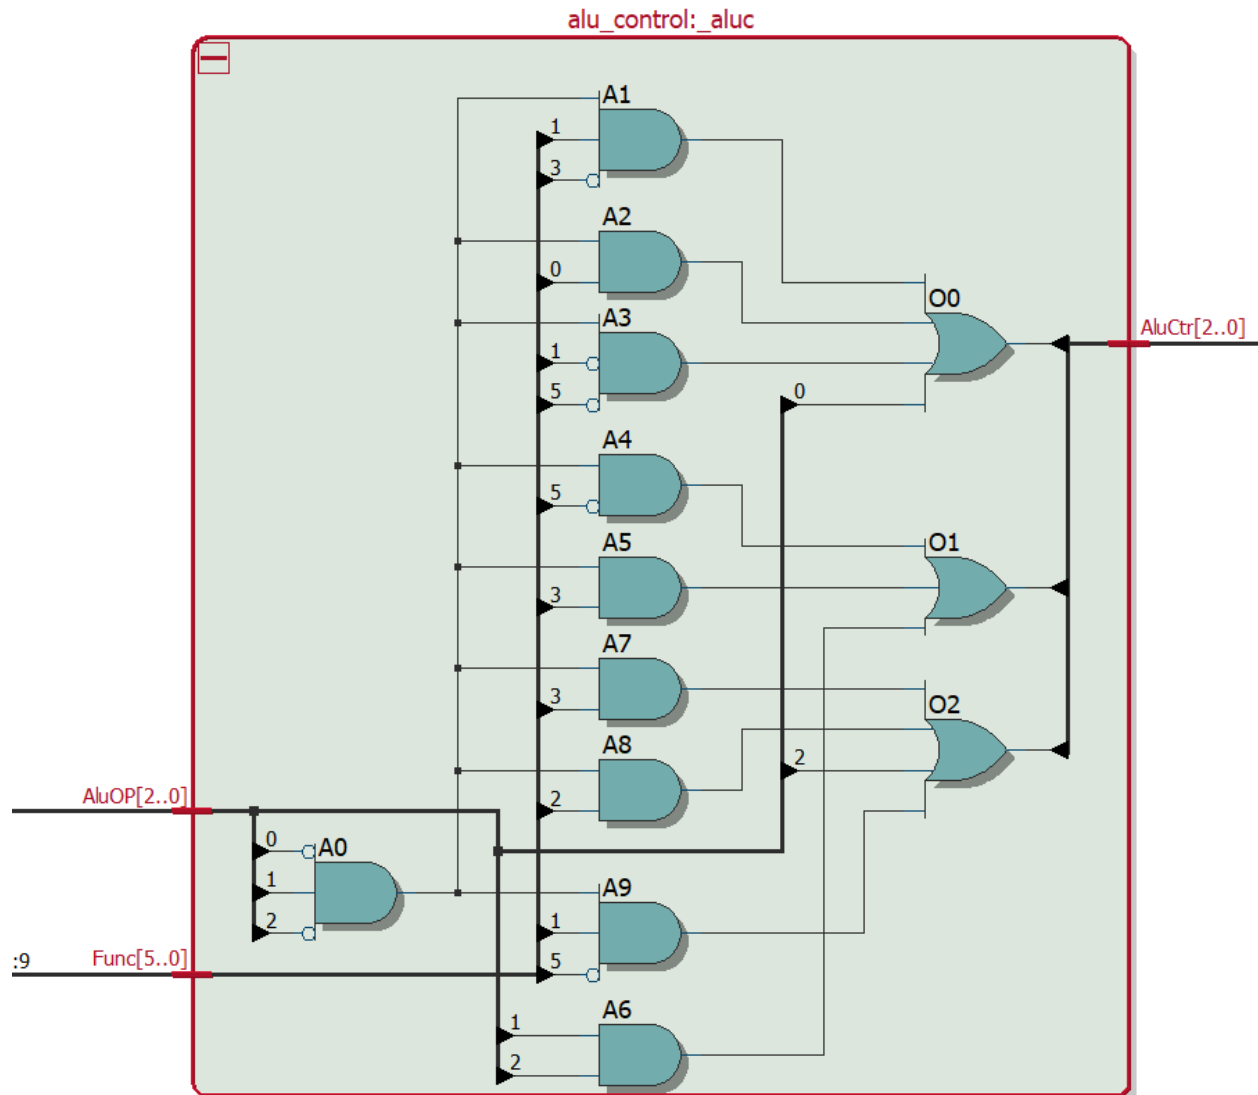 alu_control:_aluc
A1
1
3
A2
0
A3
1
5
O0
AluCtr[2..0]
0
A4
5
O1
A5
3
A7
3
O2
A8
2
2
AluOP[2..0]
0
A0
1
2
A9
1
:9
Func[5..0]
5
A6
1
2